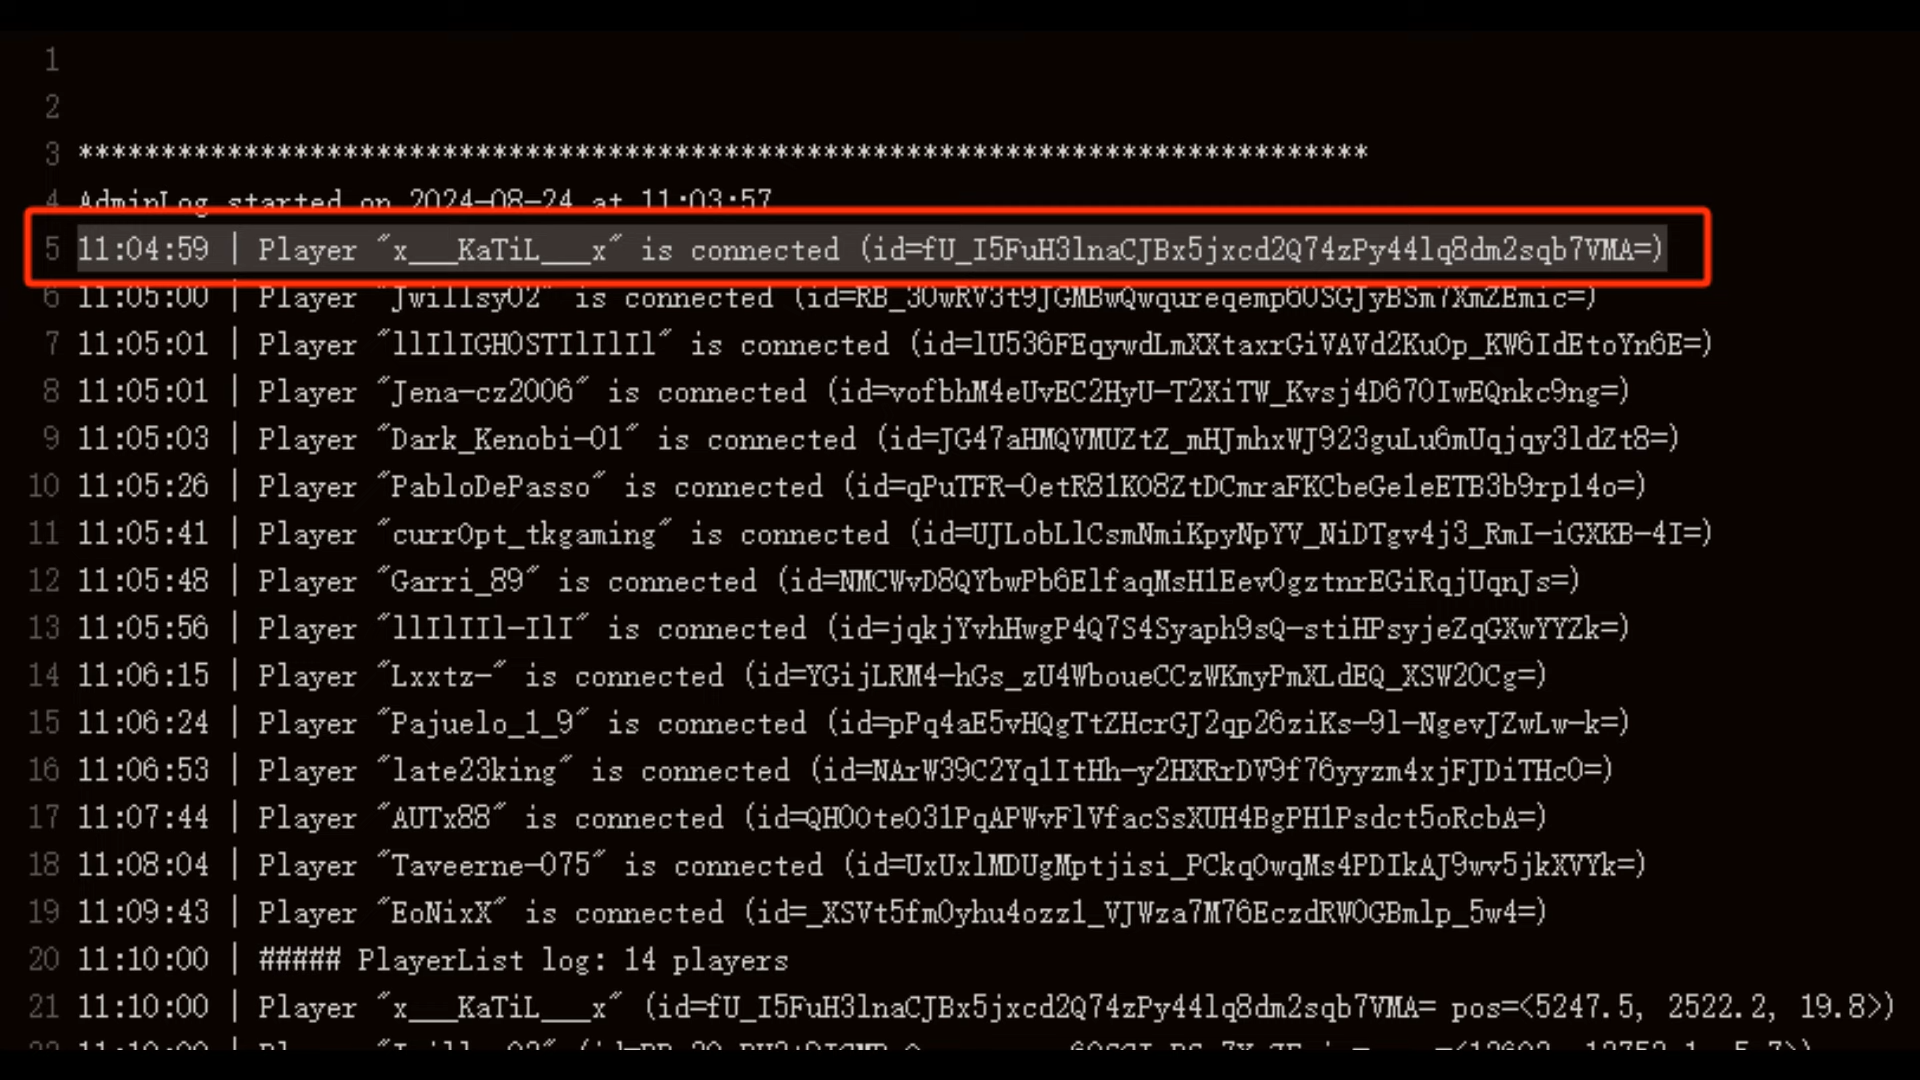 1
2
3 ******************************************************************************
4 AdminLog started on 2024-08-24 at 11:03:57
5 11:04:59 | Player "x___KaTiL___x" is connected (id=fU_I5FuH3lnaCJBx5jxcd2Q74zPy44lq8dm2sqb7VMA=)
6 11:05:00 | Player "Jwillsy02" is connected (id=RB_30wRV3t9JGMBwQwqureqemp60SGJyBSm7XmZEmic=)
7 11:05:01 | Player "llIlIGHOSTIlIlIl" is connected (id=lU536FEqywdLmXXtaxrGiVAVd2KuOp_KW6IdEtoYn6E=)
8 11:05:01 | Player "Jena-cz2006" is connected (id=vofbhM4eUvEC2HyU-T2XiTW_Kvsj4D670IwEQnkc9ng=)
9 11:05:03 | Player "Dark_Kenobi-01" is connected (id=JG47aHMQVMUZtZ_mHJmhxWJ923guLu6mUqjqy3ldZt8=)
10 11:05:26 | Player "PabloDePasso" is connected (id=qPuTFR-OetR81KO8ZtDCmraFKCbeGe1eETB3b9rp14o=)
11 11:05:41 | Player "currOpt_tkgaming" is connected (id=UJLobLlCsmNmiKpyNpYV_NiDTgv4j3_RmI-iGXKB-4I=)
12 11:05:48 | Player "Garri_89" is connected (id=NMCWvD8QYbwPb6ElfaqMsH1EevOgztnrEGiRqjUqnJs=)
13 11:05:56 | Player "llIlIIl-IlI" is connected (id=jqkjYvhHwgP4Q7S4Syaph9sQ-stiHPsyjeZqGXwYYZk=)
14 11:06:15 | Player "Lxxtz-" is connected (id=YGijLRM4-hGs_zU4WboueCCzWKmyPmXLdEQ_XSW20Cg=)
15 11:06:24 | Player "Pajuelo_1_9" is connected (id=pPq4aE5vHQgTtZHcrGJ2qp26ziKs-9l-NgevJZwLw-k=)
16 11:06:53 | Player "late23king" is connected (id=NArW39C2Yq1ItHh-y2HXRrDV9f76yyzm4xjFJDiTHc0=)
17 11:07:44 | Player "AUTx88" is connected (id=QHO0te031PqAPWvFlVfacSsXUH4BgPH1Psdct5oRcbA=)
18 11:08:04 | Player "Taveerne-075" is connected (id=UxUxlMDUgMptjisi_PCkqOwqMs4PDIkAJ9wv5jkXVYk=)
19 11:09:43 | Player "EoNixX" is connected (id=_XSVt5fmOyhu4ozz1_VJWza7M76EczdRWOGBmlp_5w4=)
20 11:10:00 | ##### PlayerList log: 14 players
21 11:10:00 | Player "x___KaTiL___x" (id=fU_I5FuH3lnaCJBx5jxcd2Q74zPy44lq8dm2sqb7VMA= pos=<5247.5, 2522.2, 19.8>)
22 11:10:00 | Player